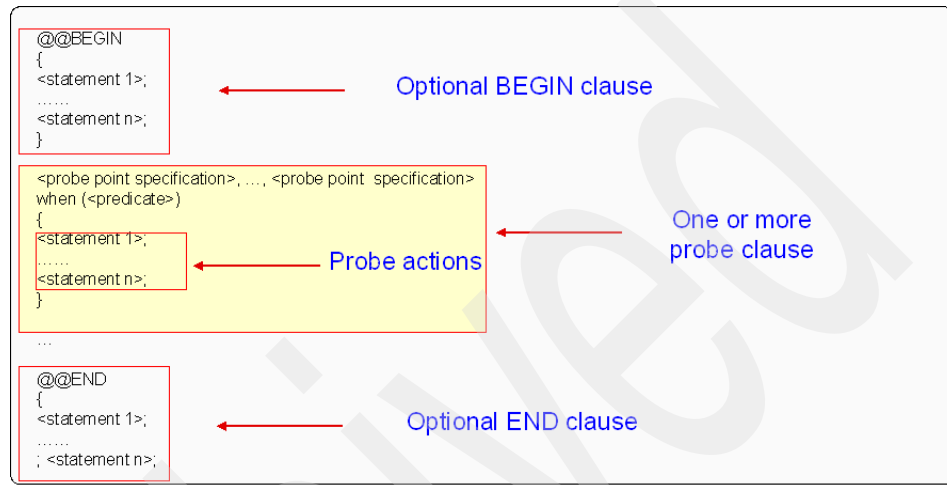 @@BEGIN
{
<statement 1>;
......
<statement n>;
}
Optional BEGIN clause
<probe point specification>, ..., <probe point specification>
when (<predicate>)
{
<statement 1>;
......
<statement n>;
}
Probe actions
One or more
probe clause
...
@@END
{
<statement 1>;
......
; <statement n>;
Optional END clause